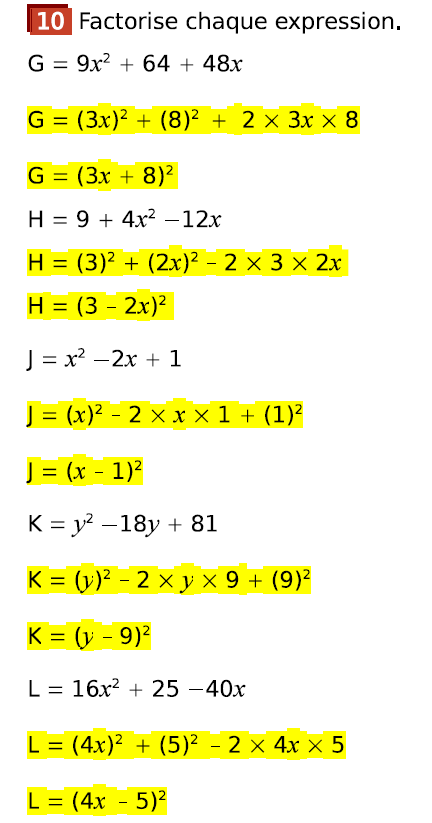 10 Factorise chaque expression.
G = 9x² + 64 + 48x
G = (3x)² + (8)² + 2 × 3x × 8
G = (3x + 8)²
H = 9 + 4x² −12x
H = (3)² + (2x)² – 2 × 3 × 2x
H = (3 – 2x)²
J = x² −2x + 1
J = (x)² – 2 × x × 1 + (1)²
J = (x – 1)²
K = y² −18y + 81
K = (y)² – 2 × y × 9 + (9)²
K = (y – 9)²
L = 16x² + 25 −40x
L = (4x)² + (5)² – 2 × 4x × 5
L = (4x – 5)²